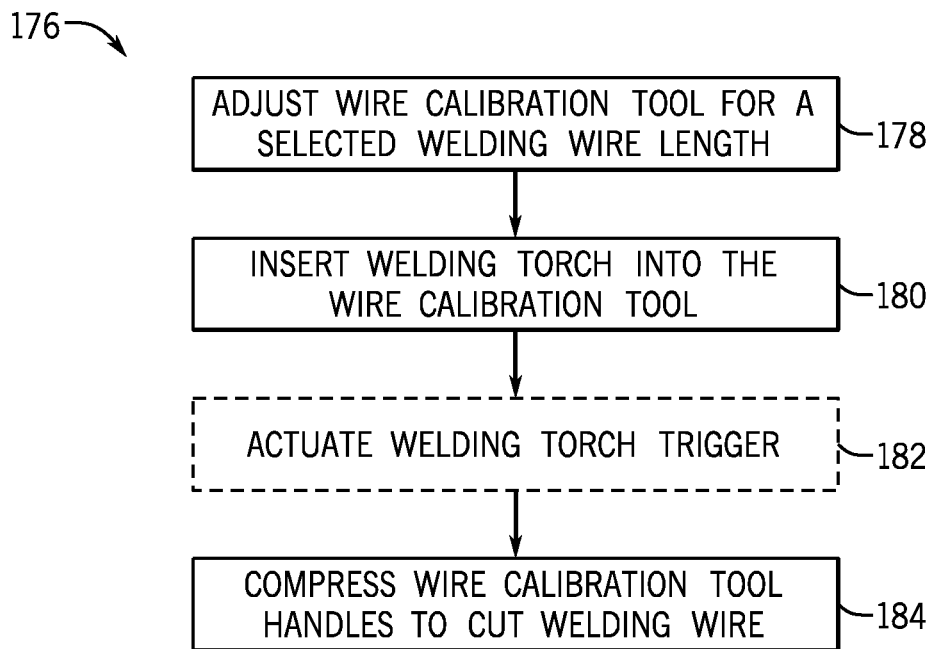 176
ADJUST WIRE CALIBRATION TOOL FOR A
SELECTED WELDING WIRE LENGTH
178
INSERT WELDING TORCH INTO THE
WIRE CALIBRATION TOOL
180
ACTUATE WELDING TORCH TRIGGER
182
COMPRESS WIRE CALIBRATION TOOL
HANDLES TO CUT WELDING WIRE
184